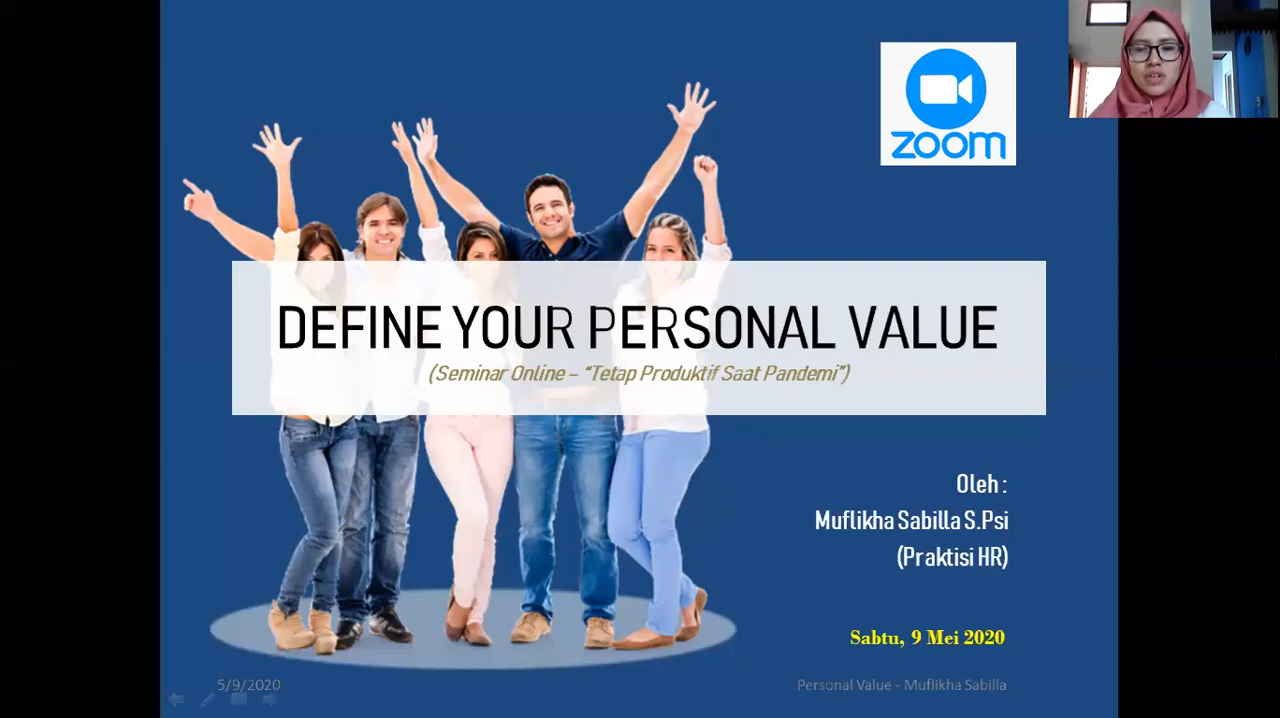 zoom
DEFINE YOUR PERSONAL VALUE
(Seminar Online – “Tetap Produktif Saat Pandemi”)
Oleh :
Muflikha Sabilla S.Psi
(Praktisi HR)
Sabtu, 9 Mei 2020
5/9/2020
Personal Value - Muflikha Sabilla